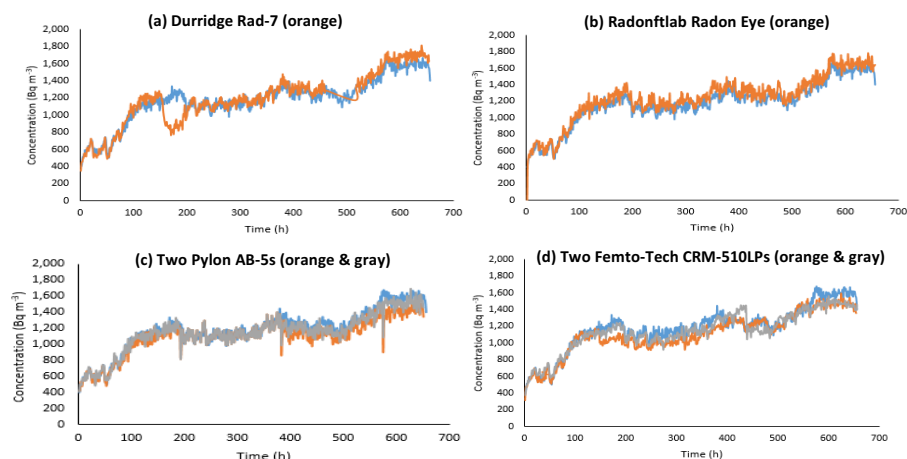 (a) Durridge Rad-7 (orange)
Concentration (Bq m⁻³)
2,000
1,800
1,600
1,400
1,200
1,000
800
600
400
200
0
0 100 200 300 400 500 600 700
Time (h)
(b) Radonftlab Radon Eye (orange)
Concentration (Bq m⁻³)
2,000
1,800
1,600
1,400
1,200
1,000
800
600
400
200
0
0 100 200 300 400 500 600 700
Time (h)
(c) Two Pylon AB-5s (orange & gray)
Concentration (Bq m⁻³)
2,000
1,800
1,600
1,400
1,200
1,000
800
600
400
200
0
0 100 200 300 400 500 600 700
Time (h)
(d) Two Femto-Tech CRM-510LPs (orange & gray)
Concentration (Bq m⁻³)
2,000
1,800
1,600
1,400
1,200
1,000
800
600
400
200
0
0 100 200 300 400 500 600 700
Time (h)